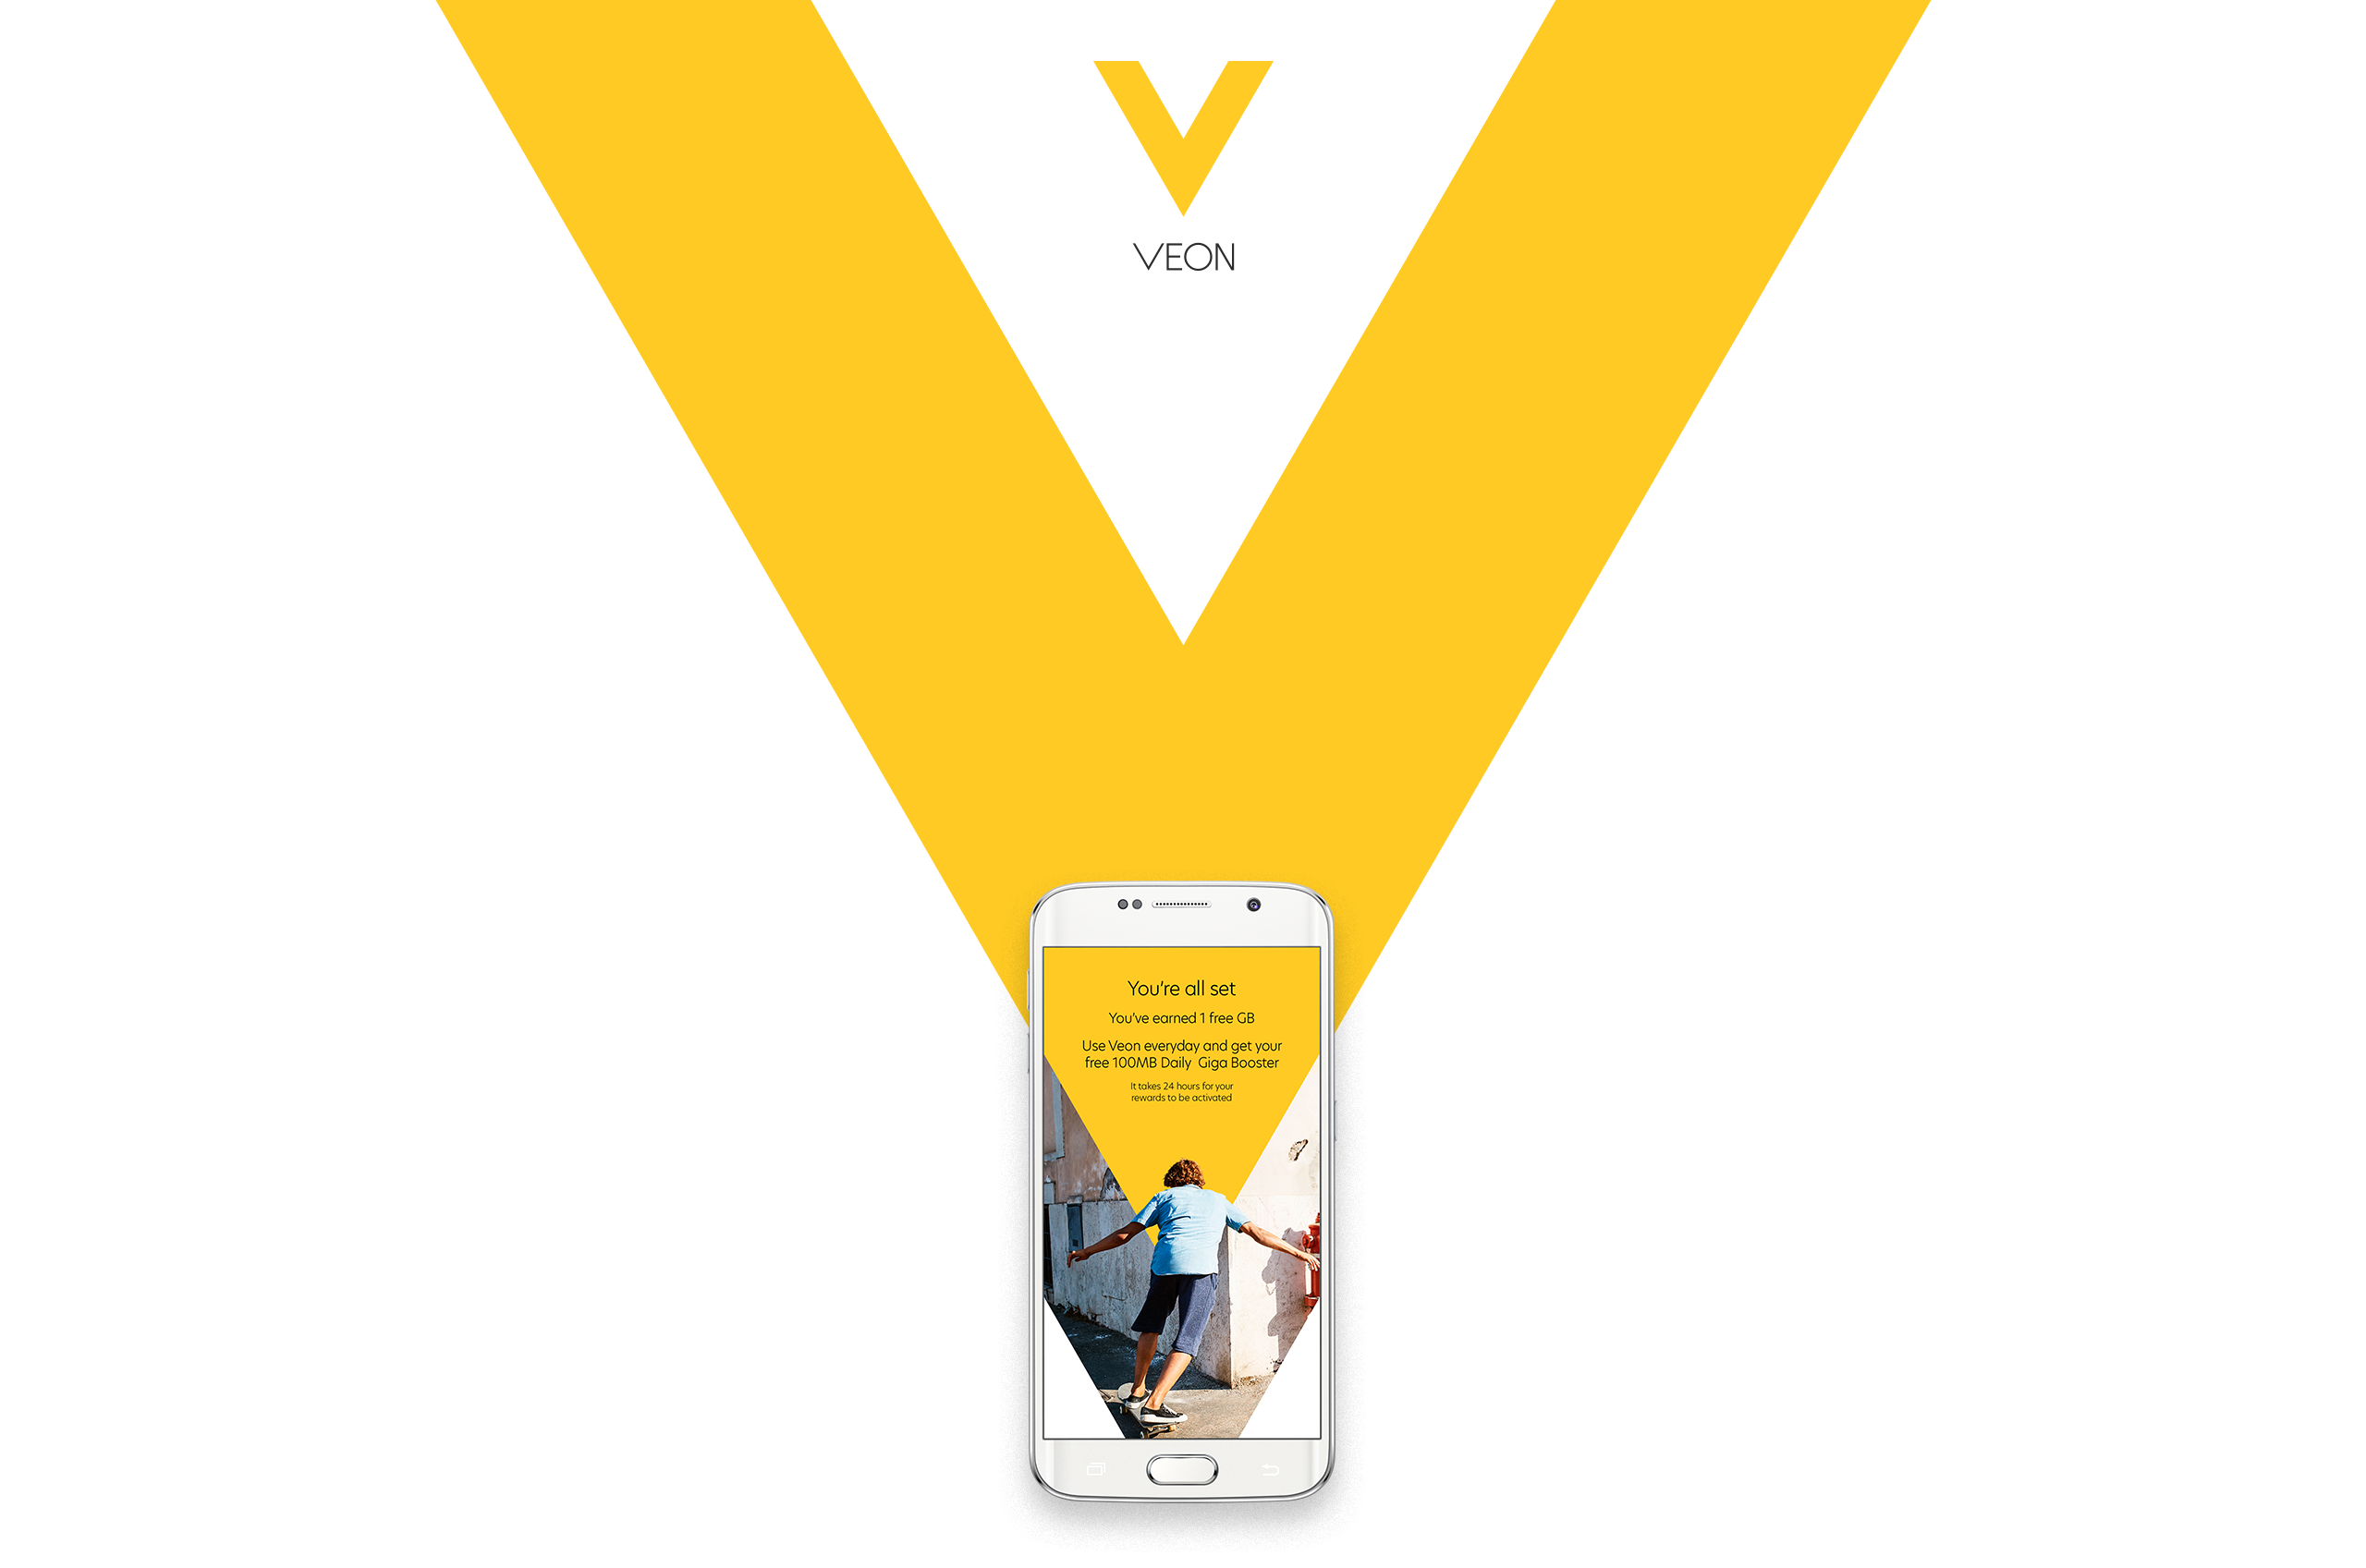 VEON
You're all set
You've earned 1 free GB
Use Veon everyday and get your
free 100MB Daily  Giga Booster
It takes 24 hours for your
rewards to be activated